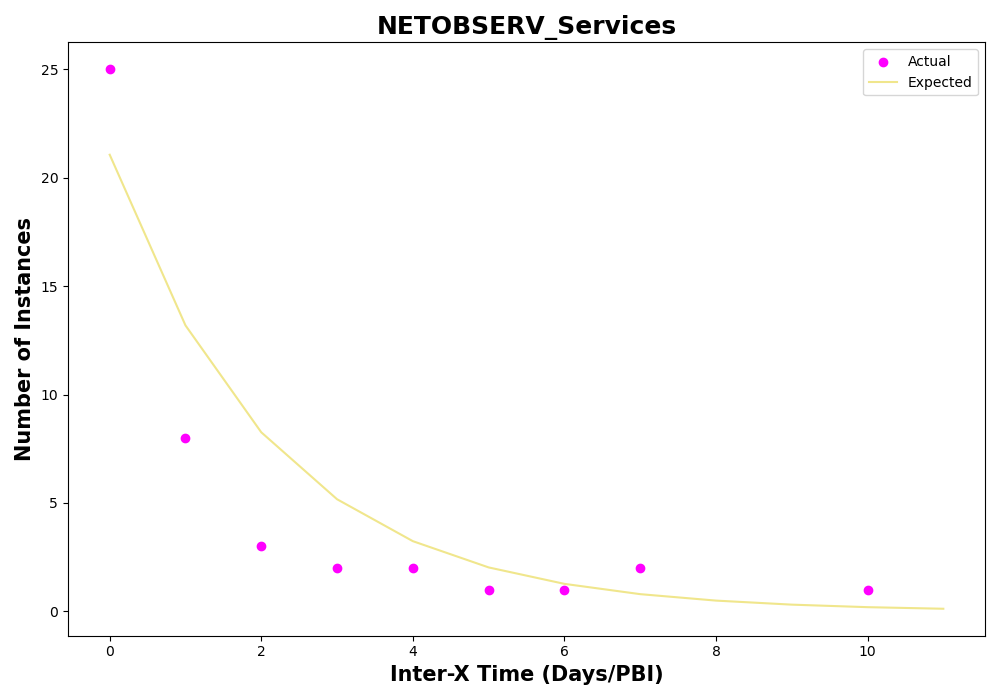 NETOBSERV_Services
Actual
Expected
25
20
15
10
5
0
Number of Instances
0 2 4 6 8 10
Inter-X Time (Days/PBI)